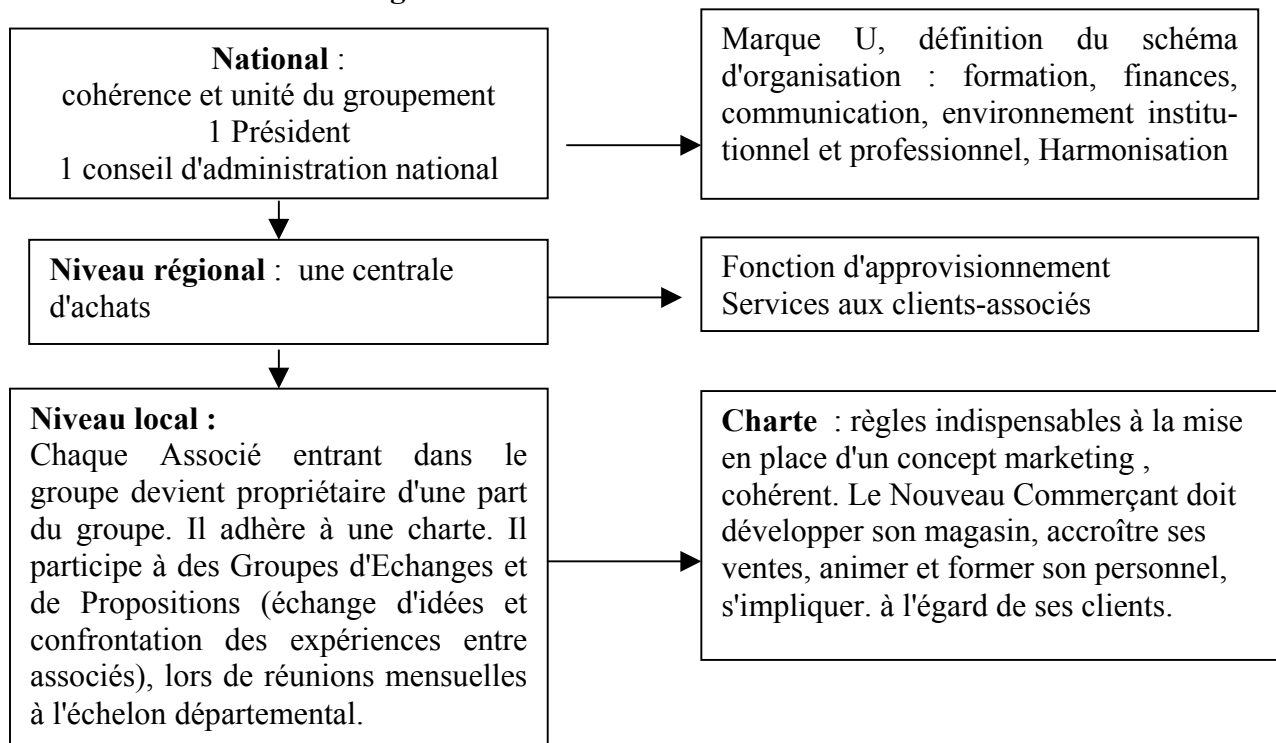 National :
cohérence et unité du groupement
1 Président
1 conseil d'administration national
Marque U, définition du schéma
d'organisation : formation, finances,
communication, environnement institu-
tionnel et professionnel, Harmonisation
Niveau régional : une centrale
d'achats
Fonction d'approvisionnement
Services aux clients-associés
Niveau local :
Chaque Associé entrant dans le
groupe devient propriétaire d'une part
du groupe. Il adhère à une charte. Il
participe à des Groupes d'Echanges et
de Propositions (échange d'idées et
confrontation des expériences entre
associés), lors de réunions mensuelles
à l'échelon départemental.
Charte : règles indispensables à la mise
en place d'un concept marketing ,
cohérent. Le Nouveau Commerçant doit
développer son magasin, accroître ses
ventes, animer et former son personnel,
s'impliquer. à l'égard de ses clients.